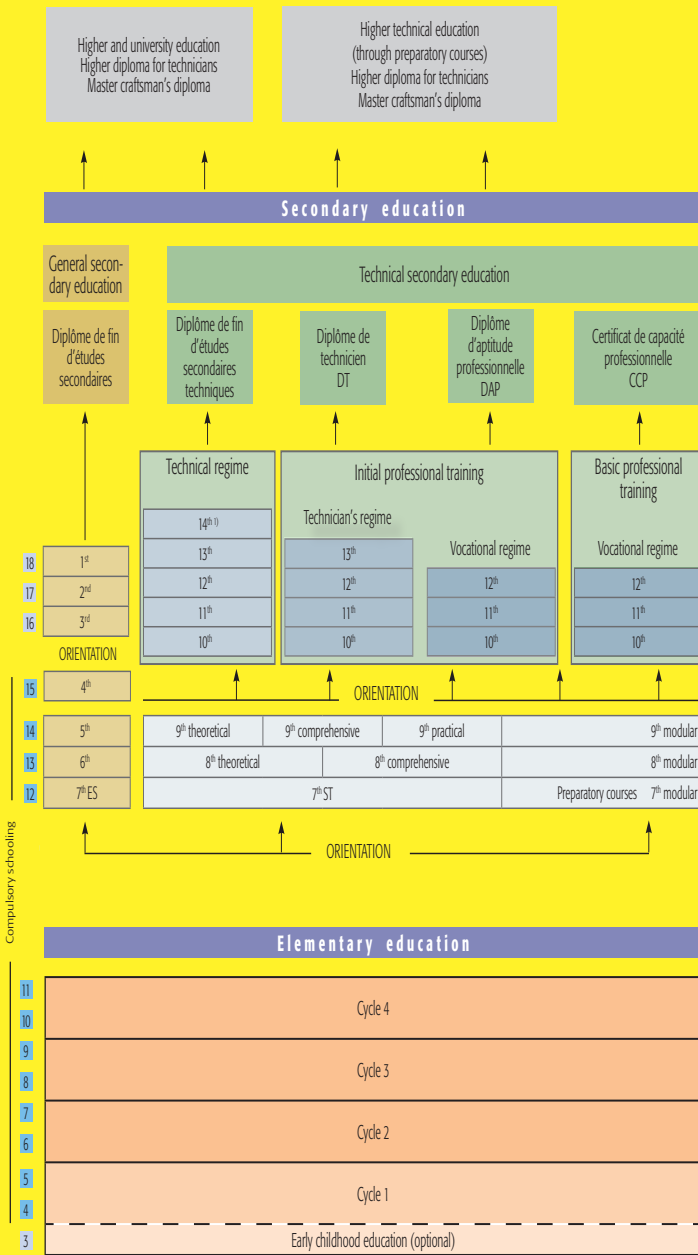 Higher and university education
Higher diploma for technicians
Master craftsman's diploma
Higher technical education
(through preparatory courses)
Higher diploma for technicians
Master craftsman's diploma
Secondary education
General secon-
dary education
Technical secondary education
Diplôme de fin
d'études
secondaires
Diplôme de fin
d'études
secondaires
techniques
Diplôme de
technicien
DT
Diplôme
d'aptitude
professionnelle
DAP
Certificat de capacité
professionnelle
CCP
Technical regime
Initial professional training
Basic professional
training
Technician's regime
Vocational regime
Vocational regime
14th 1)
18 1st 13th 13th
17 2nd 12th 12th 12th 12th
16 3rd 11th 11th 11th 11th
10th 10th 10th 10th
ORIENTATION
15 4th ORIENTATION
14 5th 9th theoretical 9th comprehensive 9th practical 9th modular
13 6th 8th theoretical 8th comprehensive 8th modular
12 7th ES 7th ST Preparatory courses 7th modular
ORIENTATION
Compulsory schooling
Elementary education
11
10
Cycle 4
9
8
Cycle 3
7
6
Cycle 2
5
4
Cycle 1
3 Early childhood education (optional)